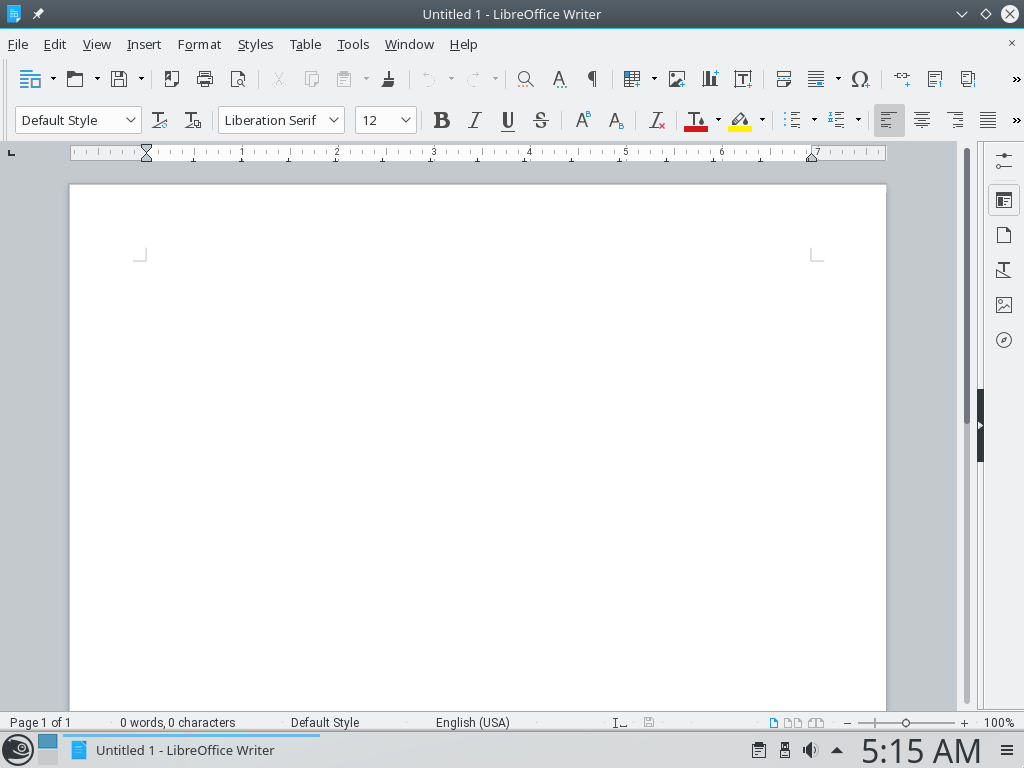 Untitled 1 - LibreOffice Writer
File Edit View Insert Format Styles Table Tools Window Help
Default Style Liberation Serif 12
1 2 3 4 5 6 7
Page 1 of 1 0 words, 0 characters Default Style English (USA) 100%
Untitled 1 - LibreOffice Writer 5:15 AM